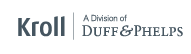 Kroll
A Division of
DUFF&PHELPS